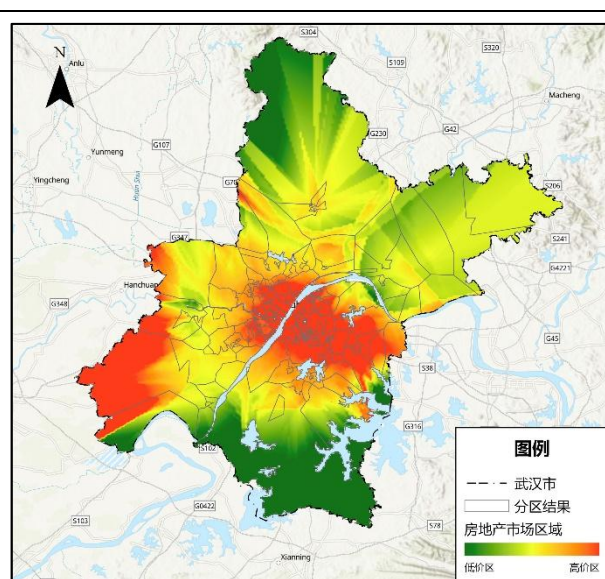 S304
N
Anlu
S109
S320
Macheng
G107
G230
G42
Yunmeng
Yingcheng
G70
S206
S241
G347
G4221
Hanchuan
G348
G45
S38
G316
S102
G0422
S103
S78
Xianning
图例
武汉市
分区结果
房地产市场区域
低价区
高价区